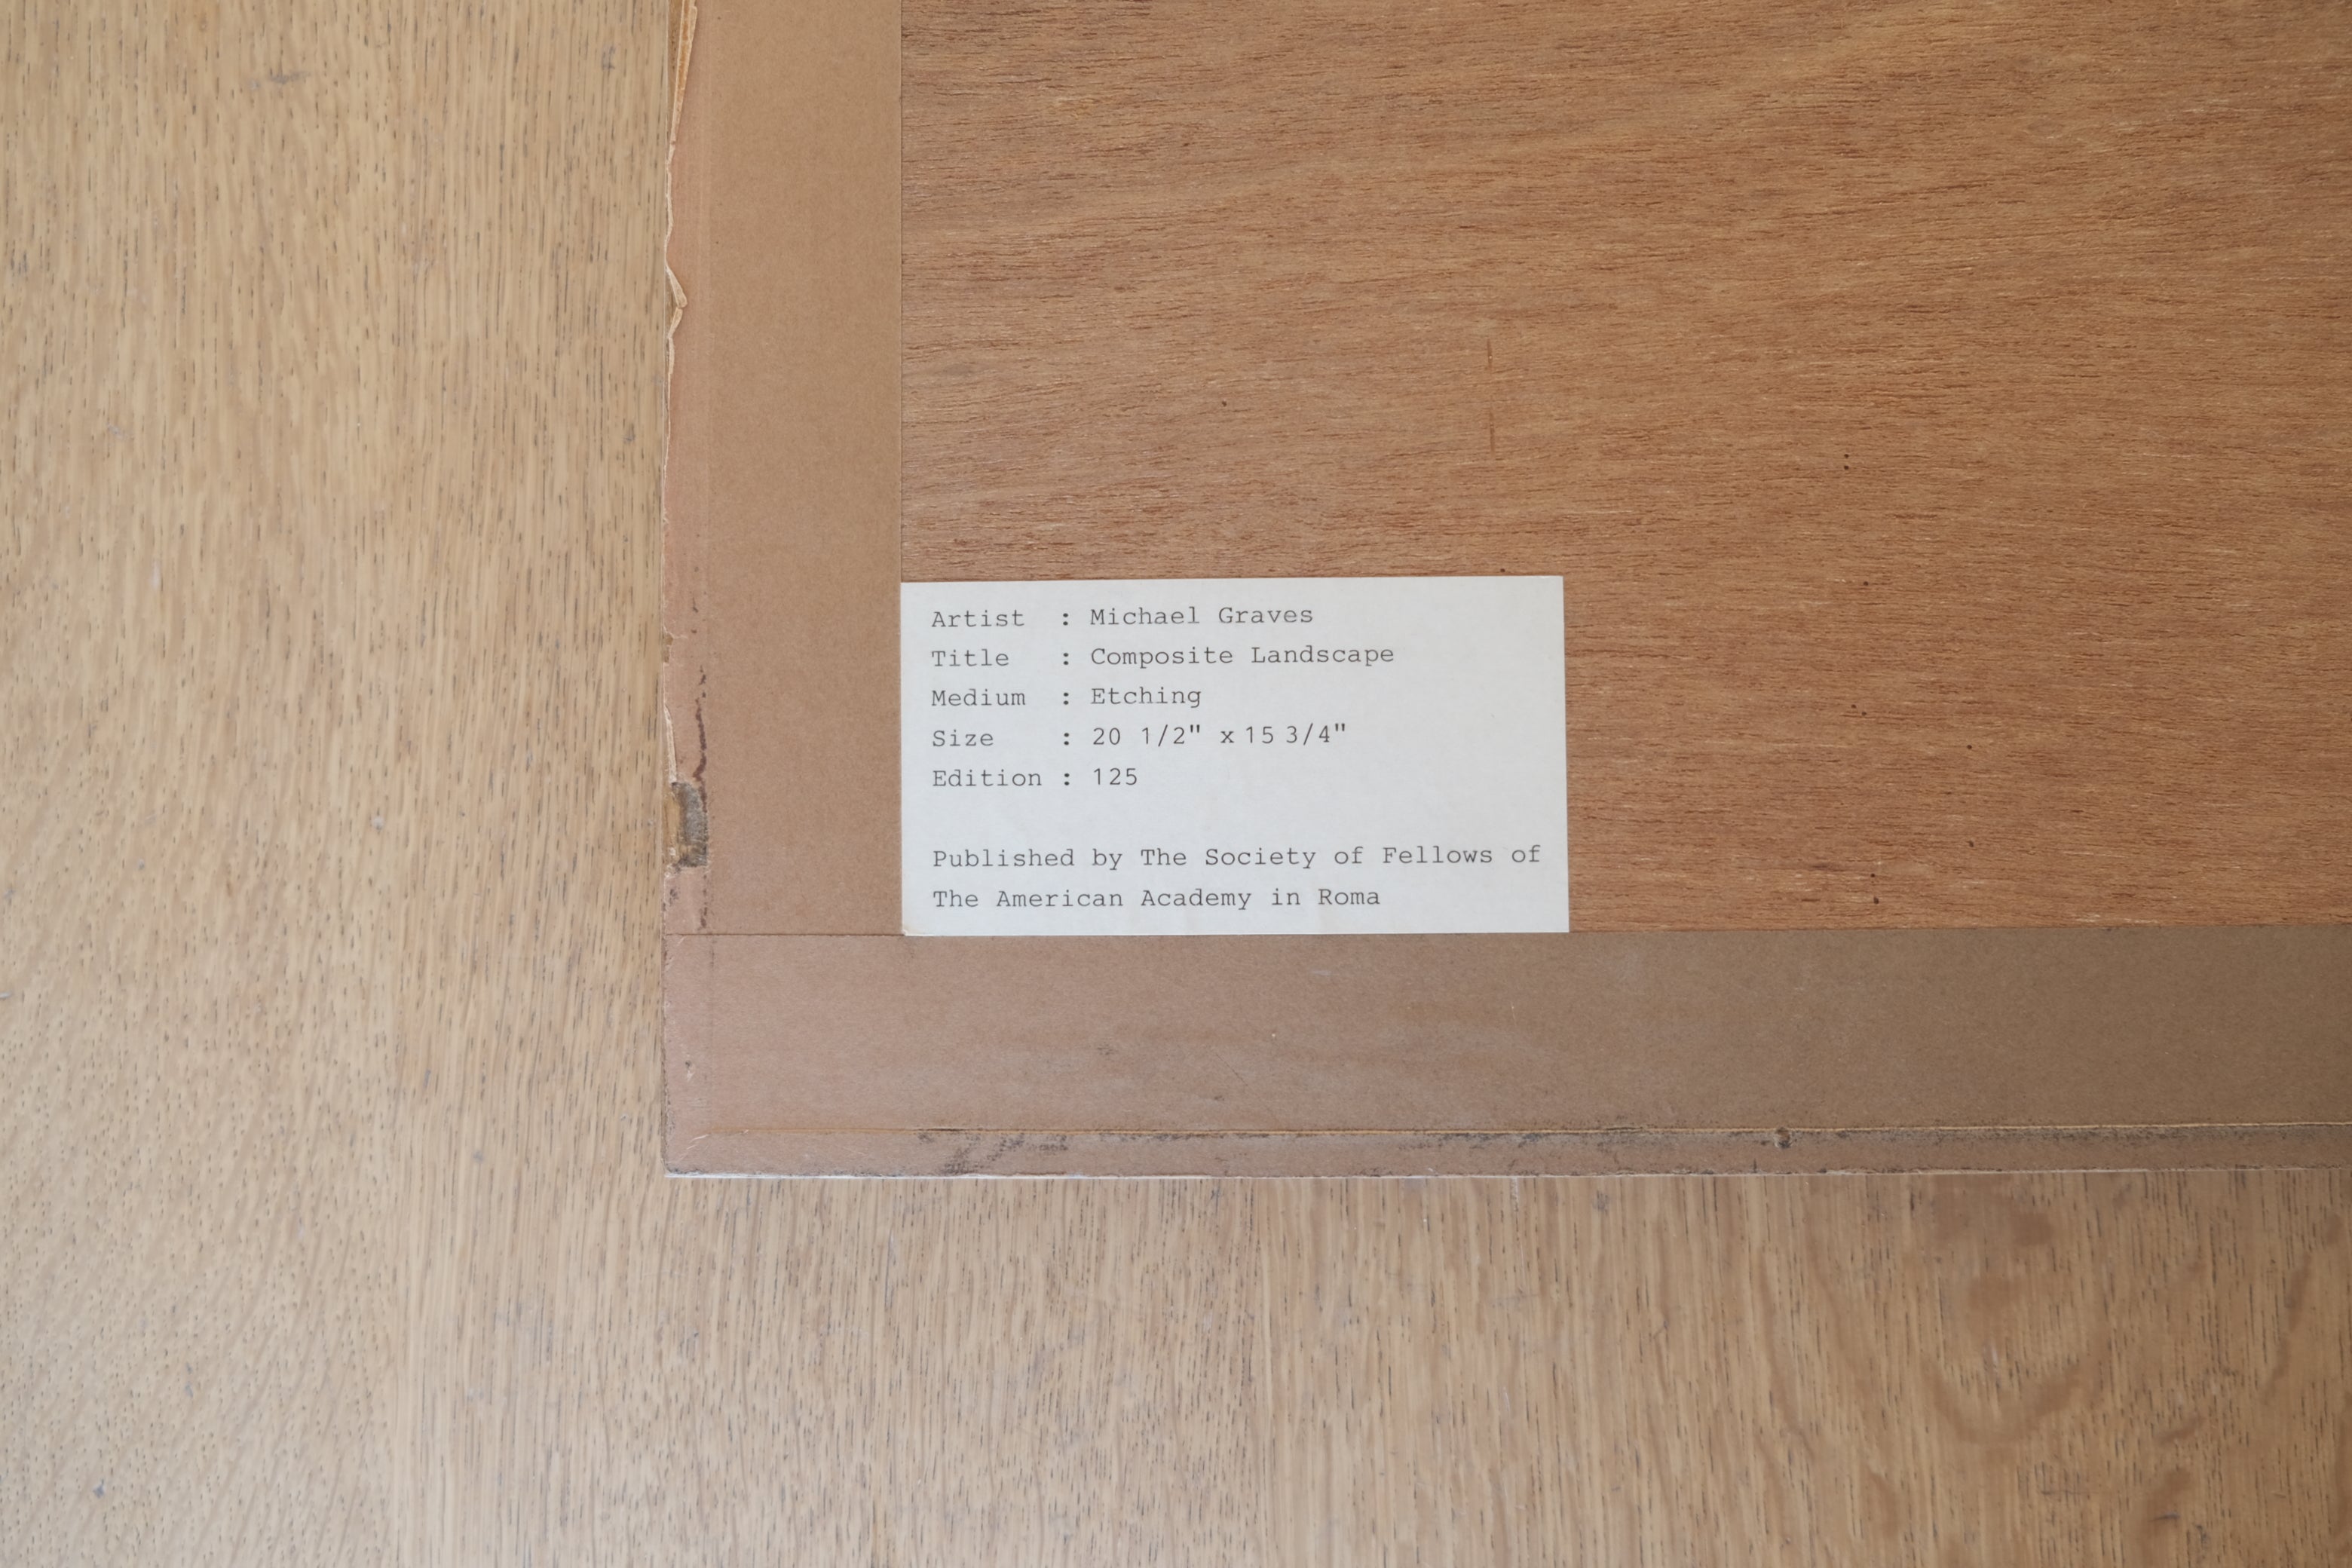 Artist : Michael Graves
Title : Composite Landscape
Medium : Etching
Size : 20 1/2" x 15 3/4"
Edition : 125
Published by The Society of Fellows of
The American Academy in Roma